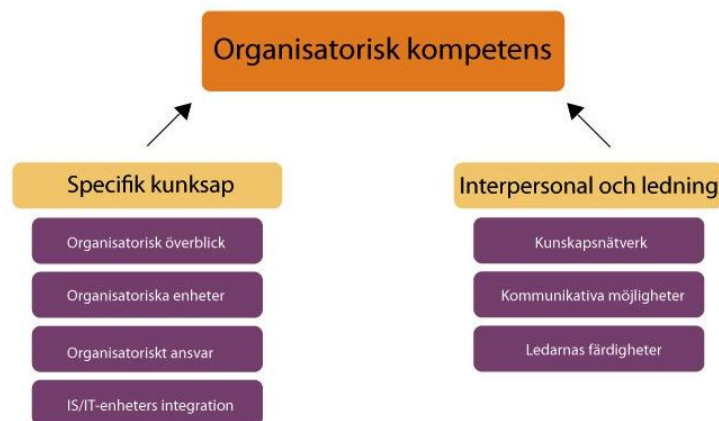 Organisatorisk kompetens
Specifik kunksap
Organisatorisk överblick
Organisatoriska enheter
Organisatoriskt ansvar
IS/IT-enheters integration
Interpersonal och ledning
Kunskapsnätverk
Kommunikativa möjligheter
Ledarnas färdigheter